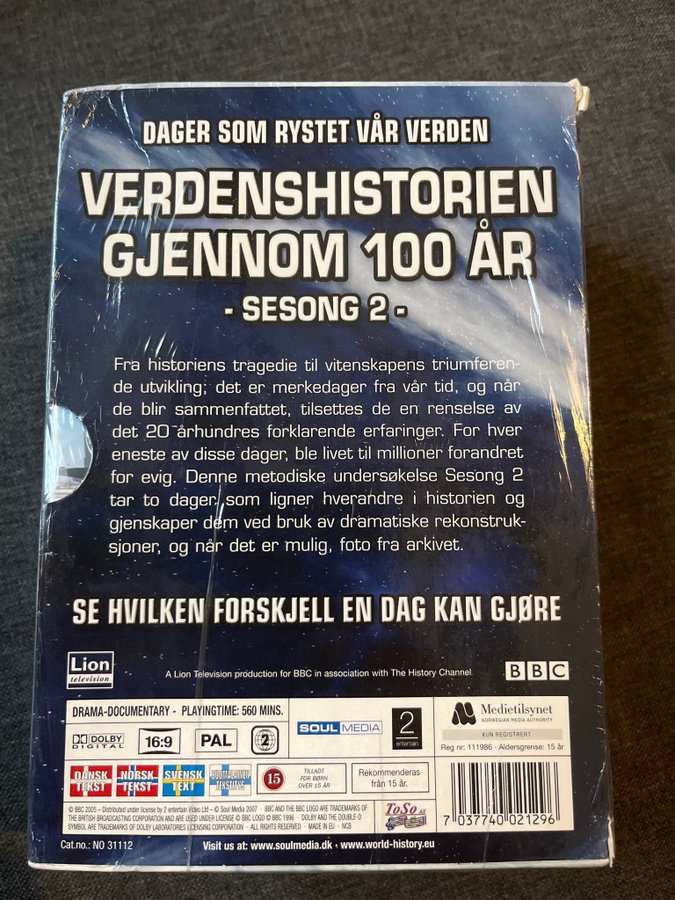 DAGER SOM RYSTET VÅR VERDEN
VERDENSHISTORIEN
GJENNOM 100 ÅR
- SESONG 2 -
Fra historiens tragedie til vitenskapens triumferen-
de utvikling; det er merkedager fra vår tid, og når
de blir sammenfattet, tilsettes de en renselse av
det 20 århundres forklarende erfaringer. For hver
eneste av disse dager, ble livet til millioner forandret
for evig. Denne metodiske undersøkelse Sesong 2
tar to dager, som ligner hverandre i historien og
gjenskaper dem ved bruk av dramatiske rekonstruk-
sjoner, og når det er mulig, foto fra arkivet.
SE HVILKEN FORSKJELL EN DAG KAN GJØRE
Lion
television
A Lion Television production for BBC in association with The History Channel
BBC
DRAMA-DOCUMENTARY - PLAYINGTIME: 560 MINS.
DOLBY
DIGITAL
16:9
PAL
2
SOUL MEDIA
2
entertain
Medietilsynet
NORWEGIAN MEDIA AUTHORITY
KUN REGISTRERT
Reg nr: 111986 - Aldersgrense: 15 år
DANSK
TEKST
NORSK
TEKST
SVENSK
TEXT
SUOMALAINEN
TEKSTITYS
15
TILLADT
FOR BØRN
OVER 15 ÅR
Rekommenderas
från 15 år.
© BBC 2005 – Distributed under license by 2 entertain Video Ltd – © Soul Media 2007 - BBC AND THE BBC LOGO ARE TRADEMARKS OF
THE BRITISH BROADCASTING CORPORATION AND ARE USED UNDER LICENSE © BBC LOGO © BBC 1996 - DOLBY AND THE DOUBLE-D
SYMBOL ARE TRADEMARKS OF DOLBY LABORATORIES LICENSING CORPORATION - ALL RIGHTS RESERVED - MADE IN EU - NCB
ToSo AS
7 037740 021296
Cat.no.: NO 31112
Visit us at: www.soulmedia.dk - www.world-history.eu